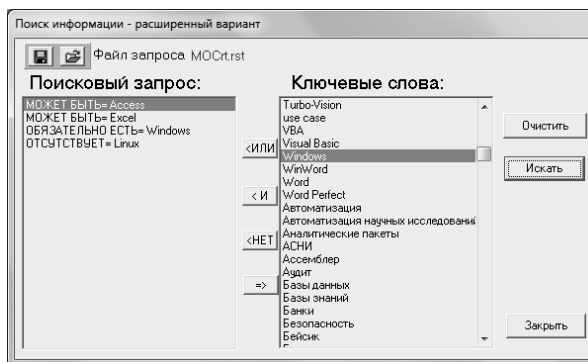 Поиск информации - расширенный вариант
Файл запроса MOCrt.rst
Поисковый запрос:
МОЖЕТ БЫТЬ= Access
МОЖЕТ БЫТЬ= Excel
ОБЯЗАТЕЛЬНО ЕСТЬ= Windows
ОТСУТСТВУЕТ= Linux
<ИЛИ
< И
<НЕТ
=>
Ключевые слова:
Turbo-Vision
use case
VBA
Visual Basic
Windows
WinWord
Word
Word Perfect
Автоматизация
Автоматизация научных исследований
Аналитические пакеты
АСНИ
Ассемблер
Аудит
Базы данных
Базы знаний
Банки
Безопасность
Бейсик
Очистить
Искать
Закрыть